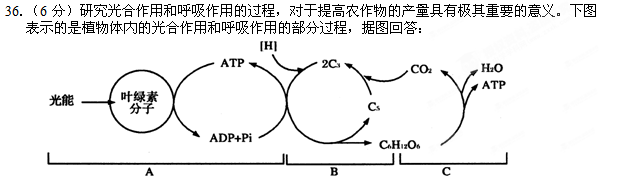 36.（6 分）研究光合作用和呼吸作用的过程，对于提高农作物的产量具有极其重要的意义。下图
表示的是植物体内的光合作用和呼吸作用的部分过程，据图回答：
[H]
ATP
2C₃
CO₂
H₂O
ATP
光能
叶绿素
分子
C₅
ADP+Pi
C₆H₁₂O₆
A
B
C